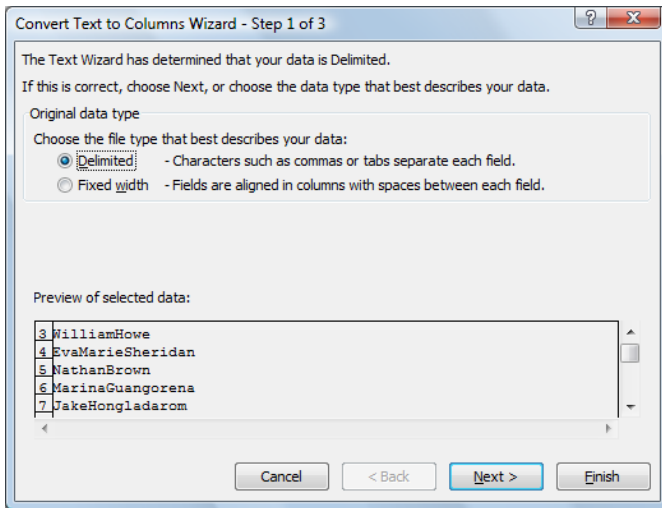 Convert Text to Columns Wizard - Step 1 of 3
The Text Wizard has determined that your data is Delimited.
If this is correct, choose Next, or choose the data type that best describes your data.
Original data type
Choose the file type that best describes your data:
Delimited - Characters such as commas or tabs separate each field.
Fixed width - Fields are aligned in columns with spaces between each field.
Preview of selected data:
3 WilliamHowe
4 EvaMarieSheridan
5 NathanBrown
6 MarinaGuangorena
7 JakeHongladarom
Cancel < Back Next > Finish